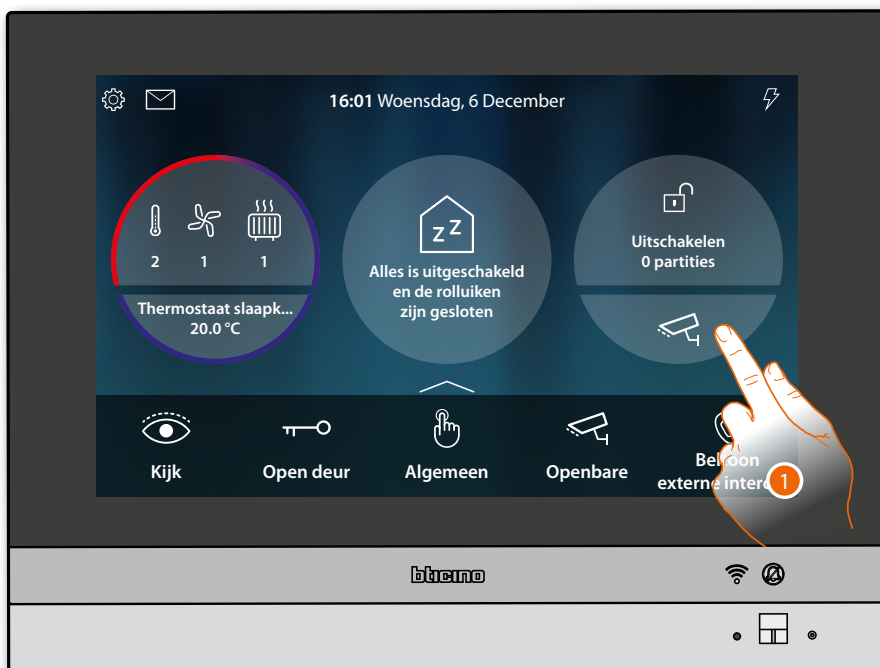 16:01 Woensdag, 6 December
2 1 1
Thermostaat slaapk...
20.0 °C
zz
Alles is uitgeschakeld
en de rolluiken
zijn gesloten
Uitschakelen
0 partities
Kijk
Open deur
Algemeen
Openbare
externe
1
bticino